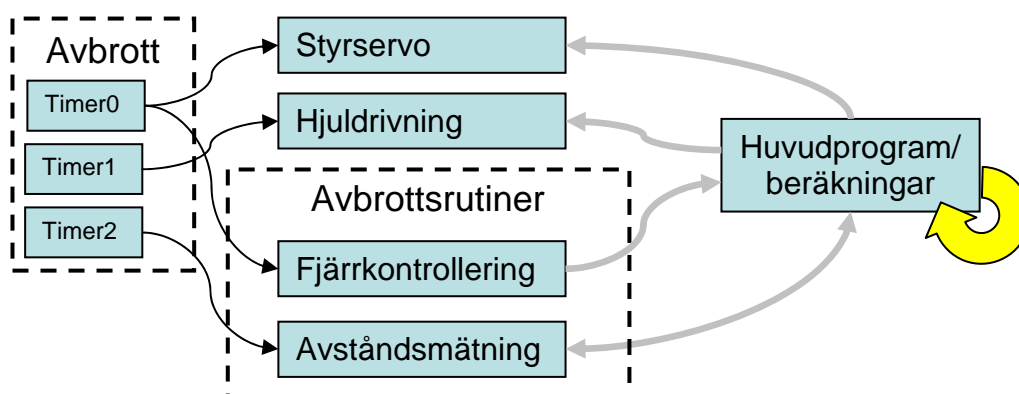 Avbrott
Timer0
Timer1
Timer2
Styrservo
Hjuldrivning
Avbrottsrutiner
Fjärrkontrollering
Avståndsmätning
Huvudprogram/
beräkningar